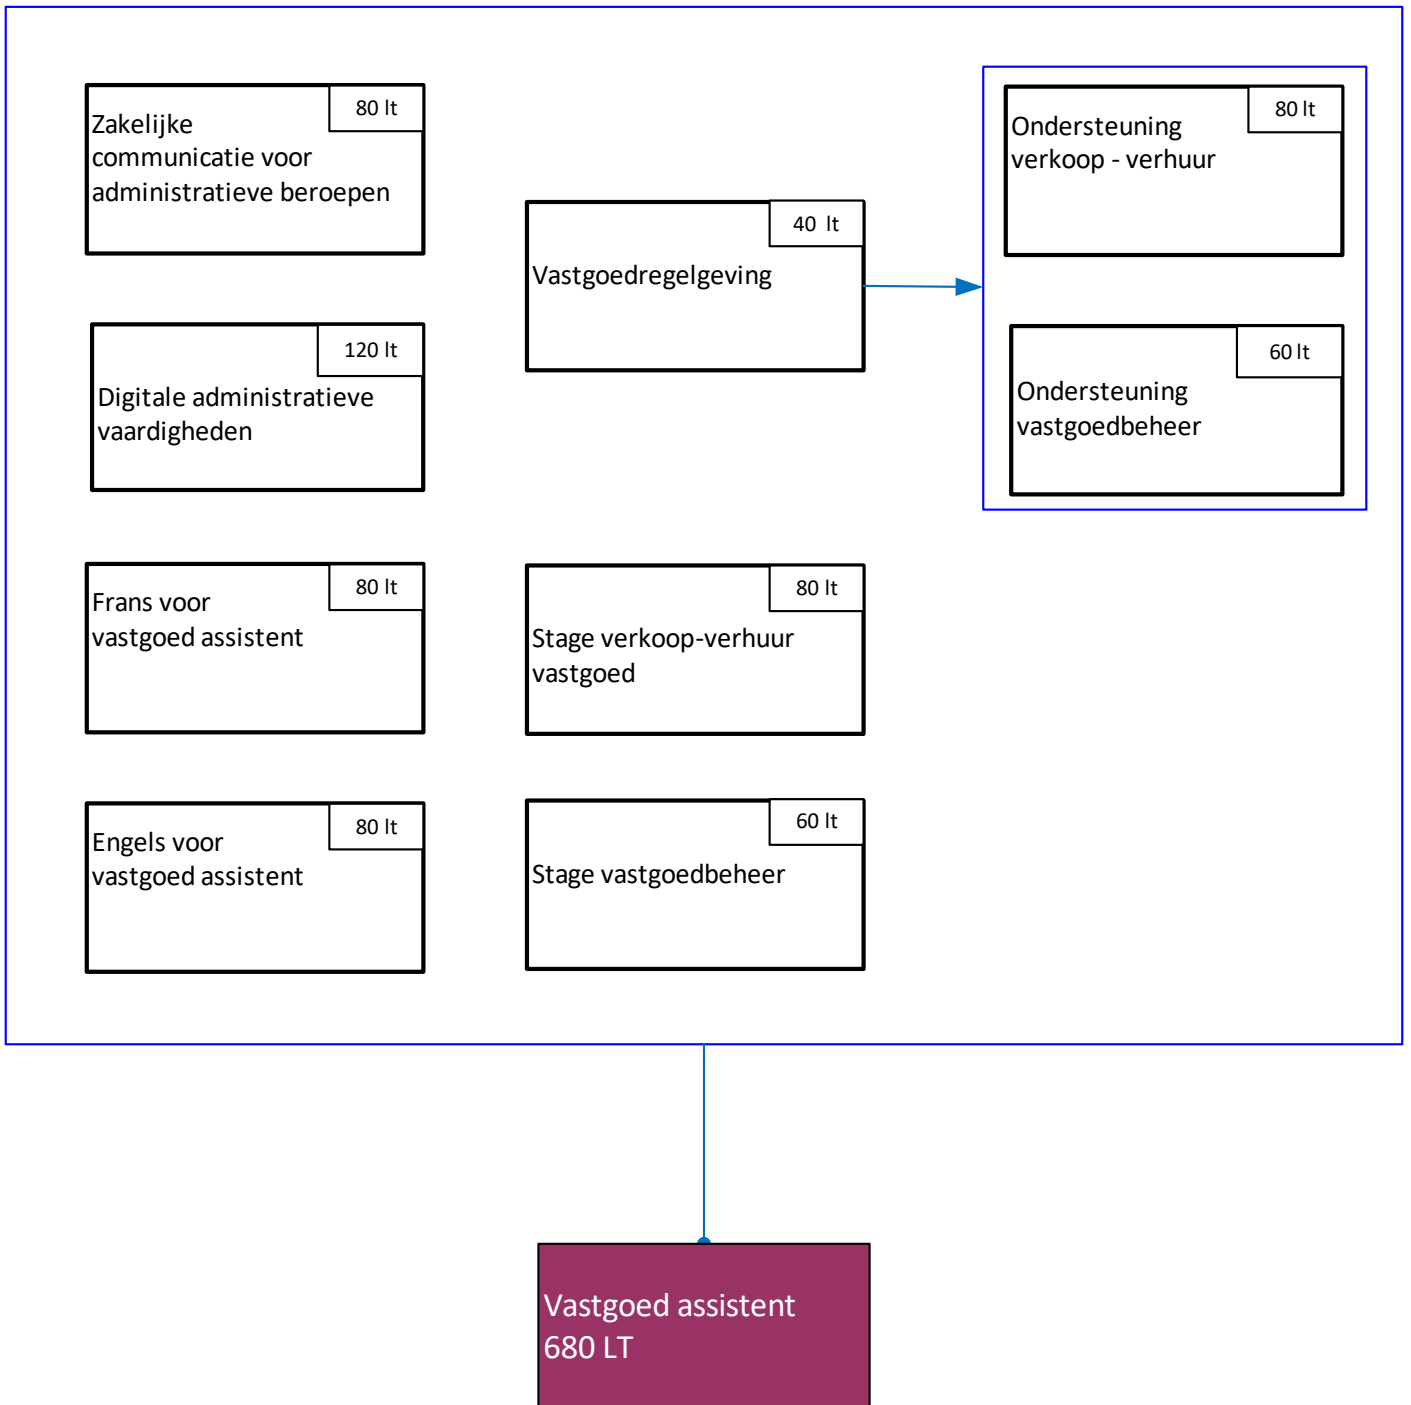 80 lt
Zakelijke
communicatie voor
administratieve beroepen
120 lt
Digitale administratieve
vaardigheden
80 lt
Frans voor
vastgoed assistent
80 lt
Engels voor
vastgoed assistent
40 lt
Vastgoedregelgeving
80 lt
Stage verkoop-verhuur
vastgoed
60 lt
Stage vastgoedbeheer
80 lt
Ondersteuning
verkoop - verhuur
60 lt
Ondersteuning
vastgoedbeheer
Vastgoed assistent
680 LT